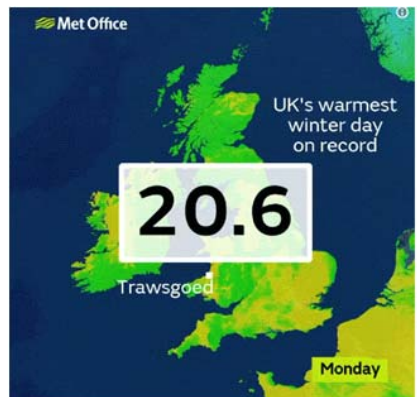 Met Office
UK's warmest
winter day
on record
20.6
Trawsgoed
Monday